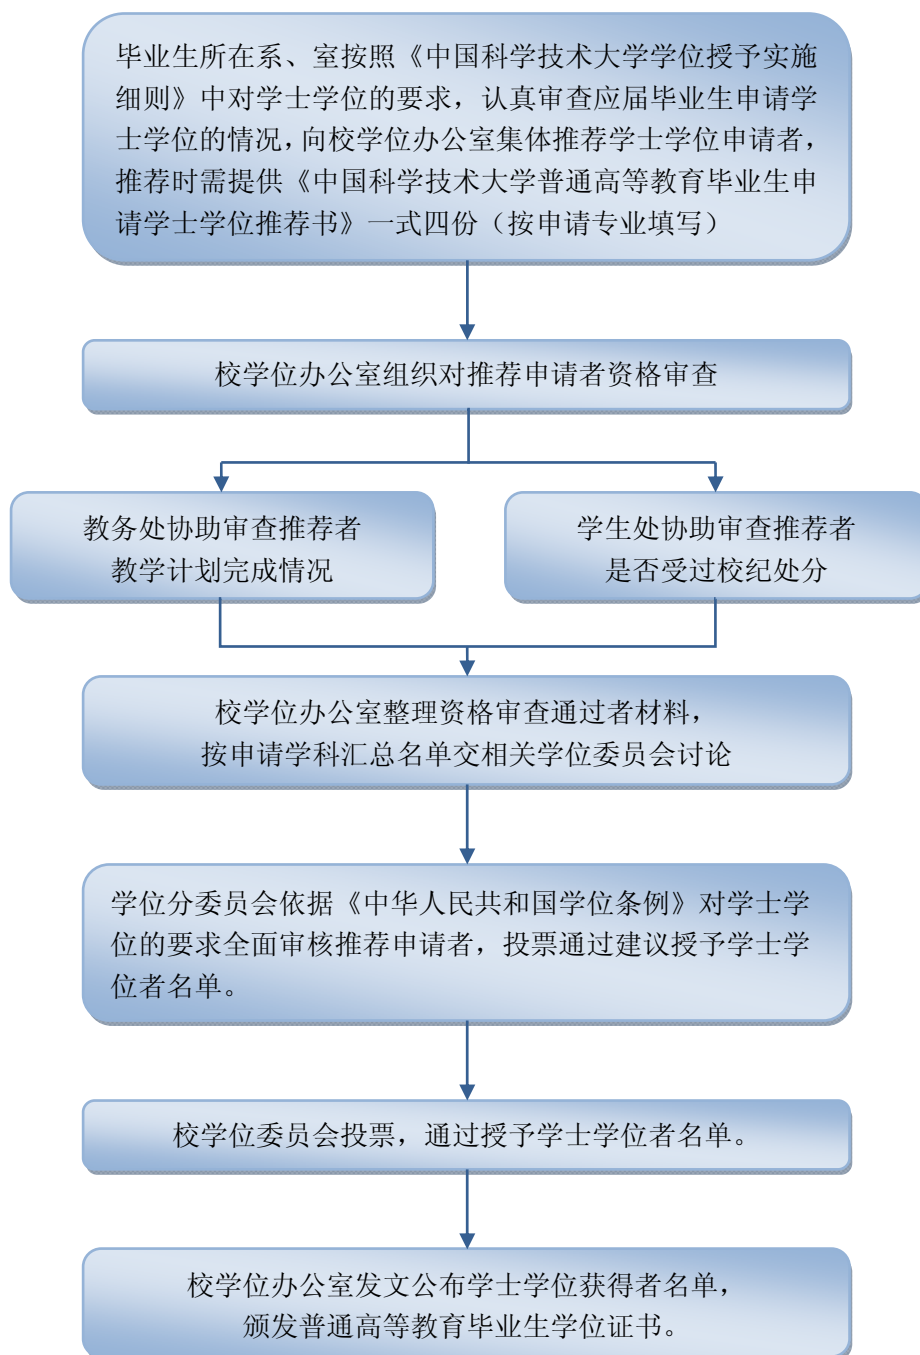 毕业生所在系、室按照《中国科学技术大学学位授予实施
细则》中对学士学位的要求，认真审查应届毕业生申请学
士学位的情况，向校学位办公室集体推荐学士学位申请者，
推荐时需提供《中国科学技术大学普通高等教育毕业生申
请学士学位推荐书》一式四份（按申请专业填写）
校学位办公室组织对推荐申请者资格审查
教务处协助审查推荐者
教学计划完成情况
学生处协助审查推荐者
是否受过校纪处分
校学位办公室整理资格审查通过者材料，
按申请学科汇总名单交相关学位委员会讨论
学位分委员会依据《中华人民共和国学位条例》对学士学
位的要求全面审核推荐申请者，投票通过建议授予学士学
位者名单。
校学位委员会投票，通过授予学士学位者名单。
校学位办公室发文公布学士学位获得者名单，
颁发普通高等教育毕业生学位证书。